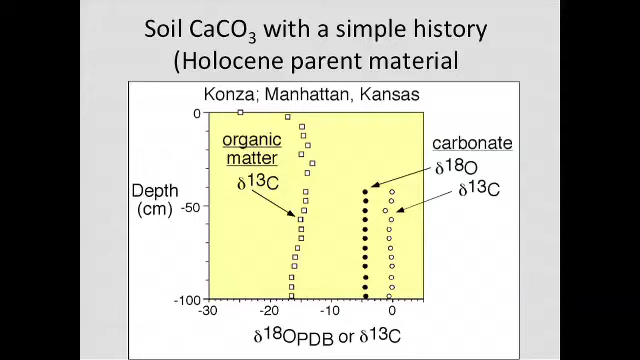 Soil CaCO3 with a simple history
(Holocene parent material
Konza; Manhattan, Kansas
0
organic
matter
δ13C
carbonate
δ18O
δ13C
Depth
(cm)
-50
-100
-30
-20
-10
0
δ18OPDB or δ13C